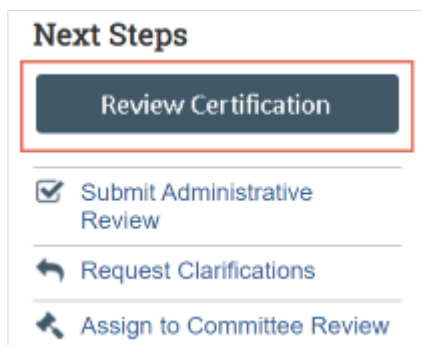 Next Steps
Review Certification
Submit Administrative
Review
Request Clarifications
Assign to Committee Review